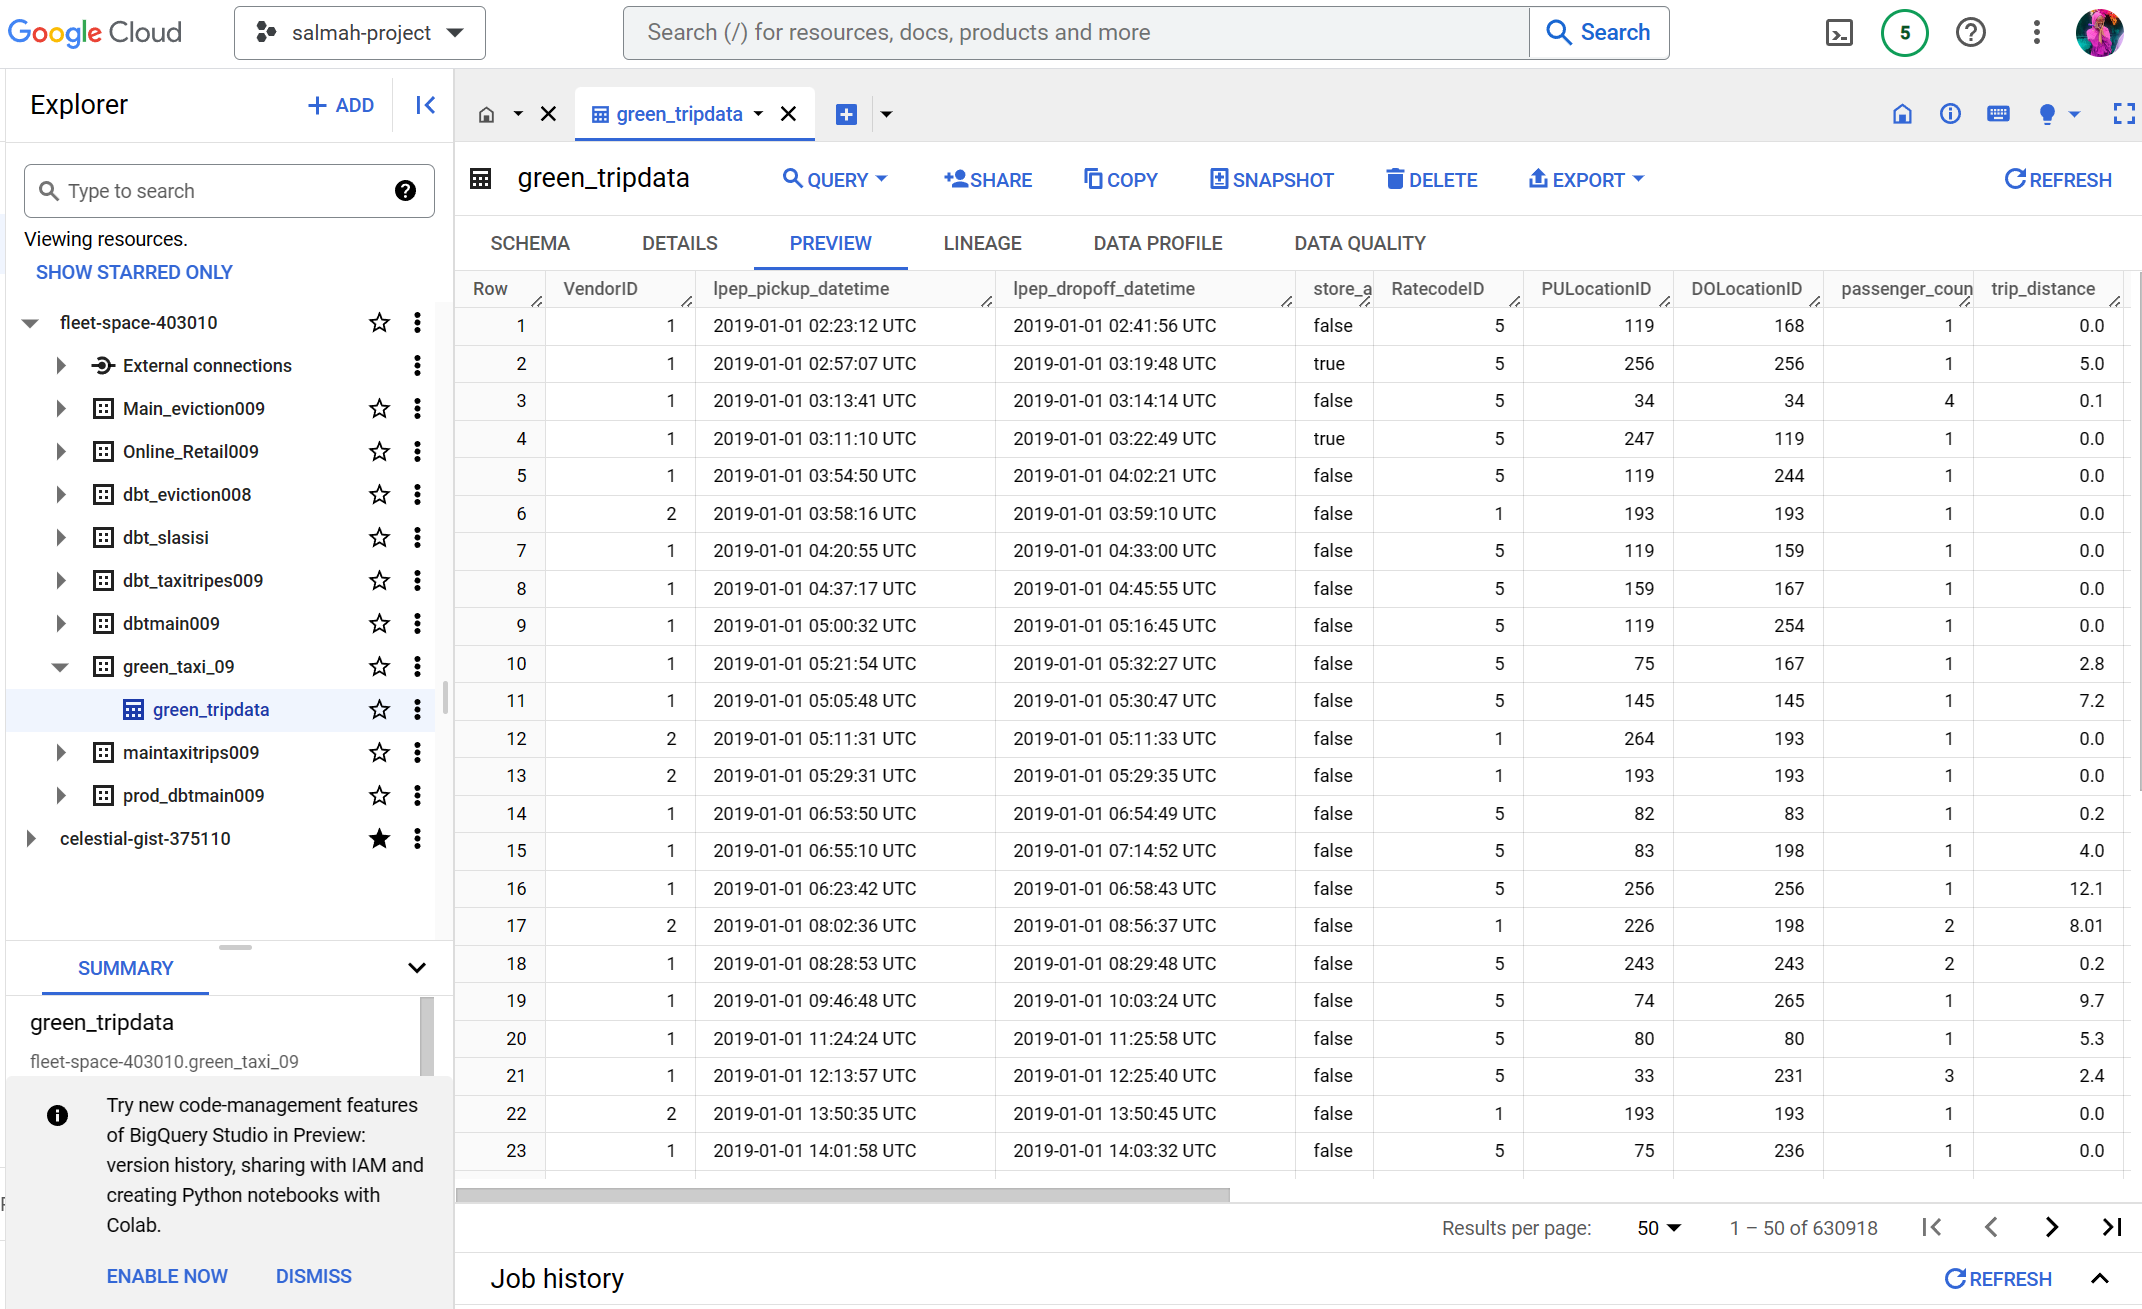 Google Cloud
salmah-project
Search (/) for resources, docs, products and more
Search
5
Explorer
ADD
green_tripdata
Type to search
Viewing resources.
SHOW STARRED ONLY
fleet-space-403010
External connections
Main_eviction009
Online_Retail009
dbt_eviction008
dbt_slasisi
dbt_taxitripes009
dbtmain009
green_taxi_09
green_tripdata
maintaxitrips009
prod_dbtmain009
celestial-gist-375110
SUMMARY
green_tripdata
fleet-space-403010.green_taxi_09
Try new code-management features
of BigQuery Studio in Preview:
version history, sharing with IAM and
creating Python notebooks with
Colab.
ENABLE NOW DISMISS
green_tripdata QUERY SHARE COPY SNAPSHOT DELETE EXPORT REFRESH
SCHEMA DETAILS PREVIEW LINEAGE DATA PROFILE DATA QUALITY
Row VendorID lpep_pickup_datetime lpep_dropoff_datetime store_a RatecodeID PULocationID DOLocationID passenger_coun trip_distance
1 1 2019-01-01 02:23:12 UTC 2019-01-01 02:41:56 UTC false 5 119 168 1 0.0
2 1 2019-01-01 02:57:07 UTC 2019-01-01 03:19:48 UTC true 5 256 256 1 5.0
3 1 2019-01-01 03:13:41 UTC 2019-01-01 03:14:14 UTC false 5 34 34 4 0.1
4 1 2019-01-01 03:11:10 UTC 2019-01-01 03:22:49 UTC true 5 247 119 1 0.0
5 1 2019-01-01 03:54:50 UTC 2019-01-01 04:02:21 UTC false 5 119 244 1 0.0
6 2 2019-01-01 03:58:16 UTC 2019-01-01 03:59:10 UTC false 1 193 193 1 0.0
7 1 2019-01-01 04:20:55 UTC 2019-01-01 04:33:00 UTC false 5 119 159 1 0.0
8 1 2019-01-01 04:37:17 UTC 2019-01-01 04:45:55 UTC false 5 159 167 1 0.0
9 1 2019-01-01 05:00:32 UTC 2019-01-01 05:16:45 UTC false 5 119 254 1 0.0
10 1 2019-01-01 05:21:54 UTC 2019-01-01 05:32:27 UTC false 5 75 167 1 2.8
11 1 2019-01-01 05:05:48 UTC 2019-01-01 05:30:47 UTC false 5 145 145 1 7.2
12 2 2019-01-01 05:11:31 UTC 2019-01-01 05:11:33 UTC false 1 264 193 1 0.0
13 2 2019-01-01 05:29:31 UTC 2019-01-01 05:29:35 UTC false 1 193 193 1 0.0
14 1 2019-01-01 06:53:50 UTC 2019-01-01 06:54:49 UTC false 5 82 83 1 0.2
15 1 2019-01-01 06:55:10 UTC 2019-01-01 07:14:52 UTC false 5 83 198 1 4.0
16 1 2019-01-01 06:23:42 UTC 2019-01-01 06:58:43 UTC false 5 256 256 1 12.1
17 2 2019-01-01 08:02:36 UTC 2019-01-01 08:56:37 UTC false 1 226 198 2 8.01
18 1 2019-01-01 08:28:53 UTC 2019-01-01 08:29:48 UTC false 5 243 243 2 0.2
19 1 2019-01-01 09:46:48 UTC 2019-01-01 10:03:24 UTC false 5 74 265 1 9.7
20 1 2019-01-01 11:24:24 UTC 2019-01-01 11:25:58 UTC false 5 80 80 1 5.3
21 1 2019-01-01 12:13:57 UTC 2019-01-01 12:25:40 UTC false 5 33 231 3 2.4
22 2 2019-01-01 13:50:35 UTC 2019-01-01 13:50:45 UTC false 1 193 193 1 0.0
23 1 2019-01-01 14:01:58 UTC 2019-01-01 14:03:32 UTC false 5 75 236 1 0.0
Results per page: 50 1 – 50 of 630918
Job history REFRESH